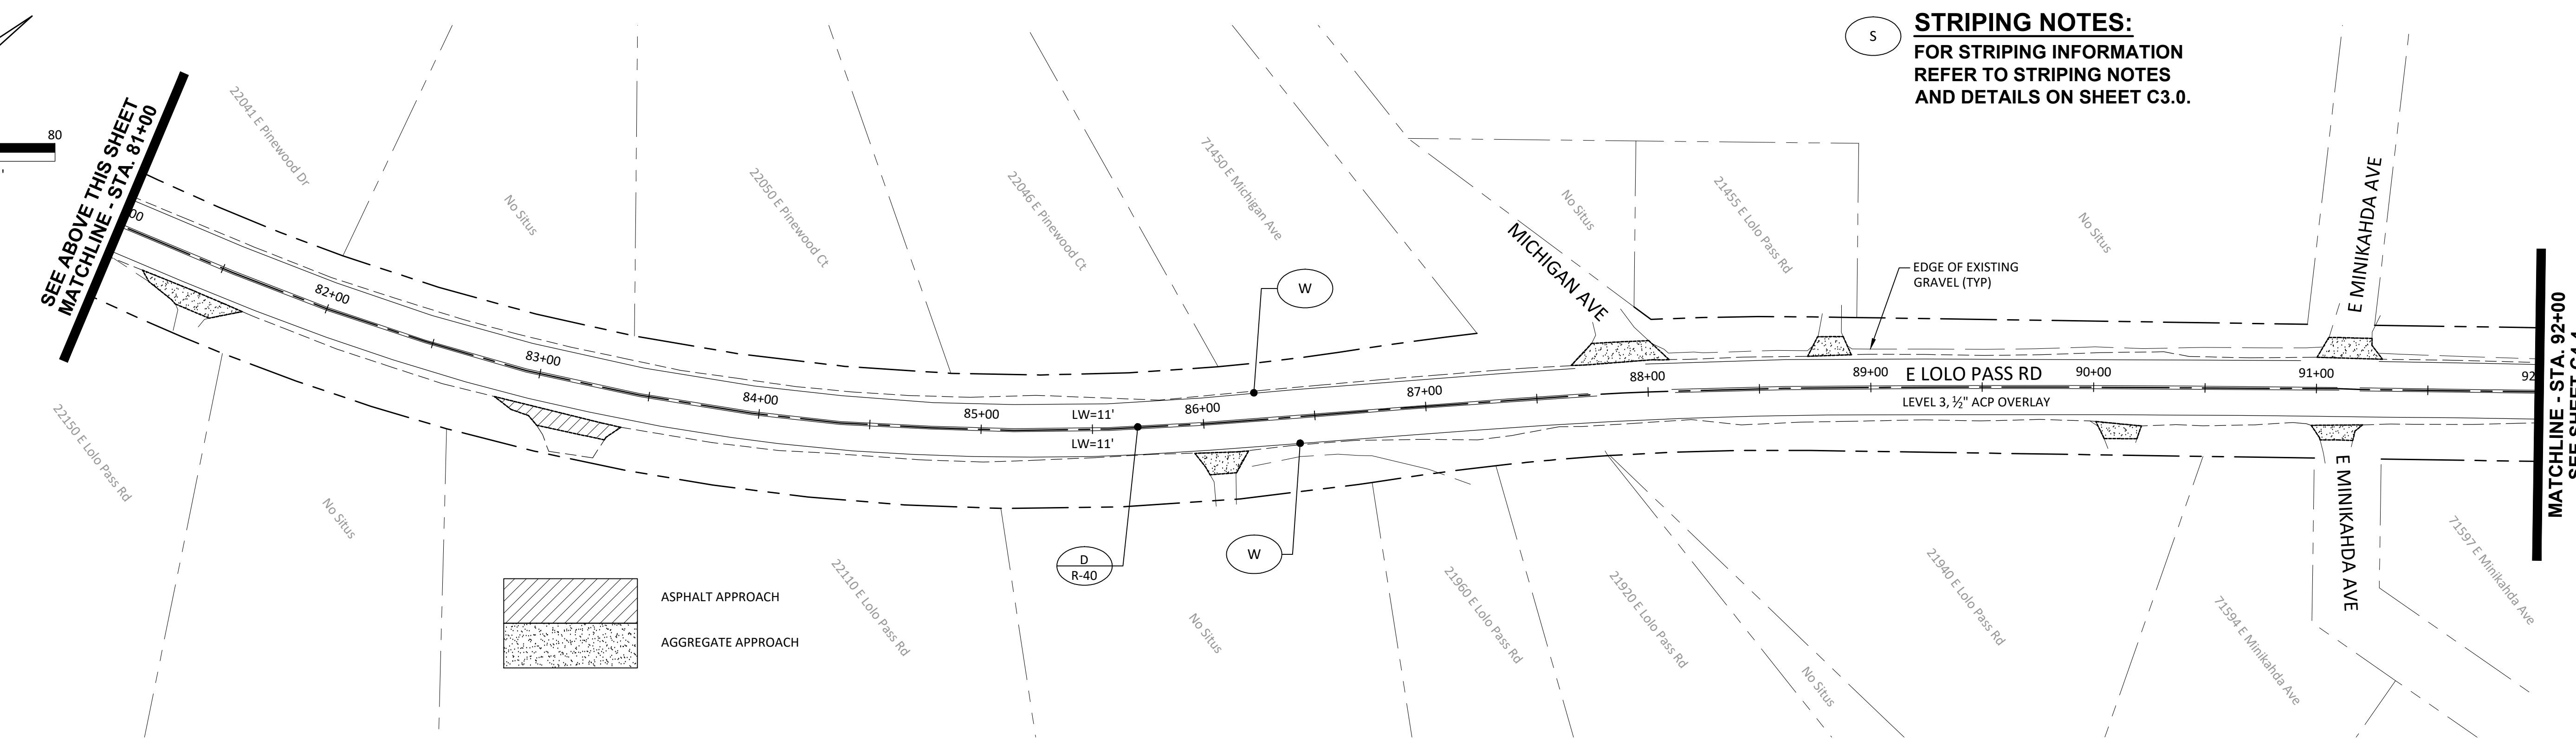 S
STRIPING NOTES:
FOR STRIPING INFORMATION
REFER TO STRIPING NOTES
AND DETAILS ON SHEET C3.0.
80
SEE ABOVE THIS SHEET
MATCHLINE - STA. 81+00
22041 E Pinewood Dr
No Situs
22050 E Pinewood Ct
22046 E Pinewood Ct
71450 E Michigan Ave
MICHIGAN AVE
No Situs
21455 E Lolo Pass Rd
No Situs
E MINIKAHDA AVE
EDGE OF EXISTING
GRAVEL (TYP)
W
00
82+00
83+00
84+00
85+00
86+00
87+00
88+00
89+00
E LOLO PASS RD
90+00
91+00
92
LW=11'
LW=11'
LEVEL 3, ½" ACP OVERLAY
MATCHLINE - STA. 92+00
D
R-40
W
22150 E Lolo Pass Rd
No Situs
22110 E Lolo Pass Rd
No Situs
21960 E Lolo Pass Rd
21920 E Lolo Pass Rd
No Situs
21940 E Lolo Pass Rd
71594 E Minikahda Ave
E MINIKAHDA AVE
71597 E Minikahda Ave
ASPHALT APPROACH
AGGREGATE APPROACH